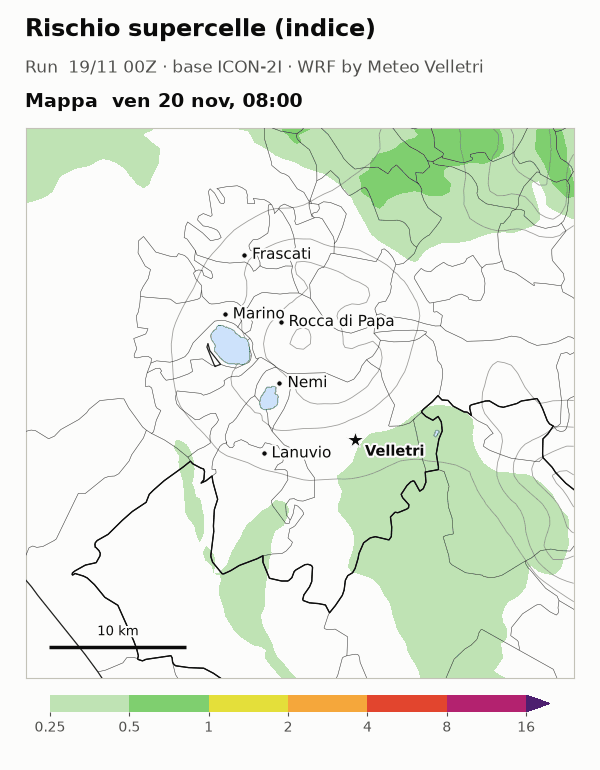 Rischio supercelle (indice)
Run  19/11 00Z · base ICON-2I · WRF by Meteo Velletri
Mappa  ven 20 nov, 08:00
Frascati
Marino
Rocca di Papa
Nemi
Velletri
Lanuvio
10 km
0.25 0.5 1 2 4 8 16